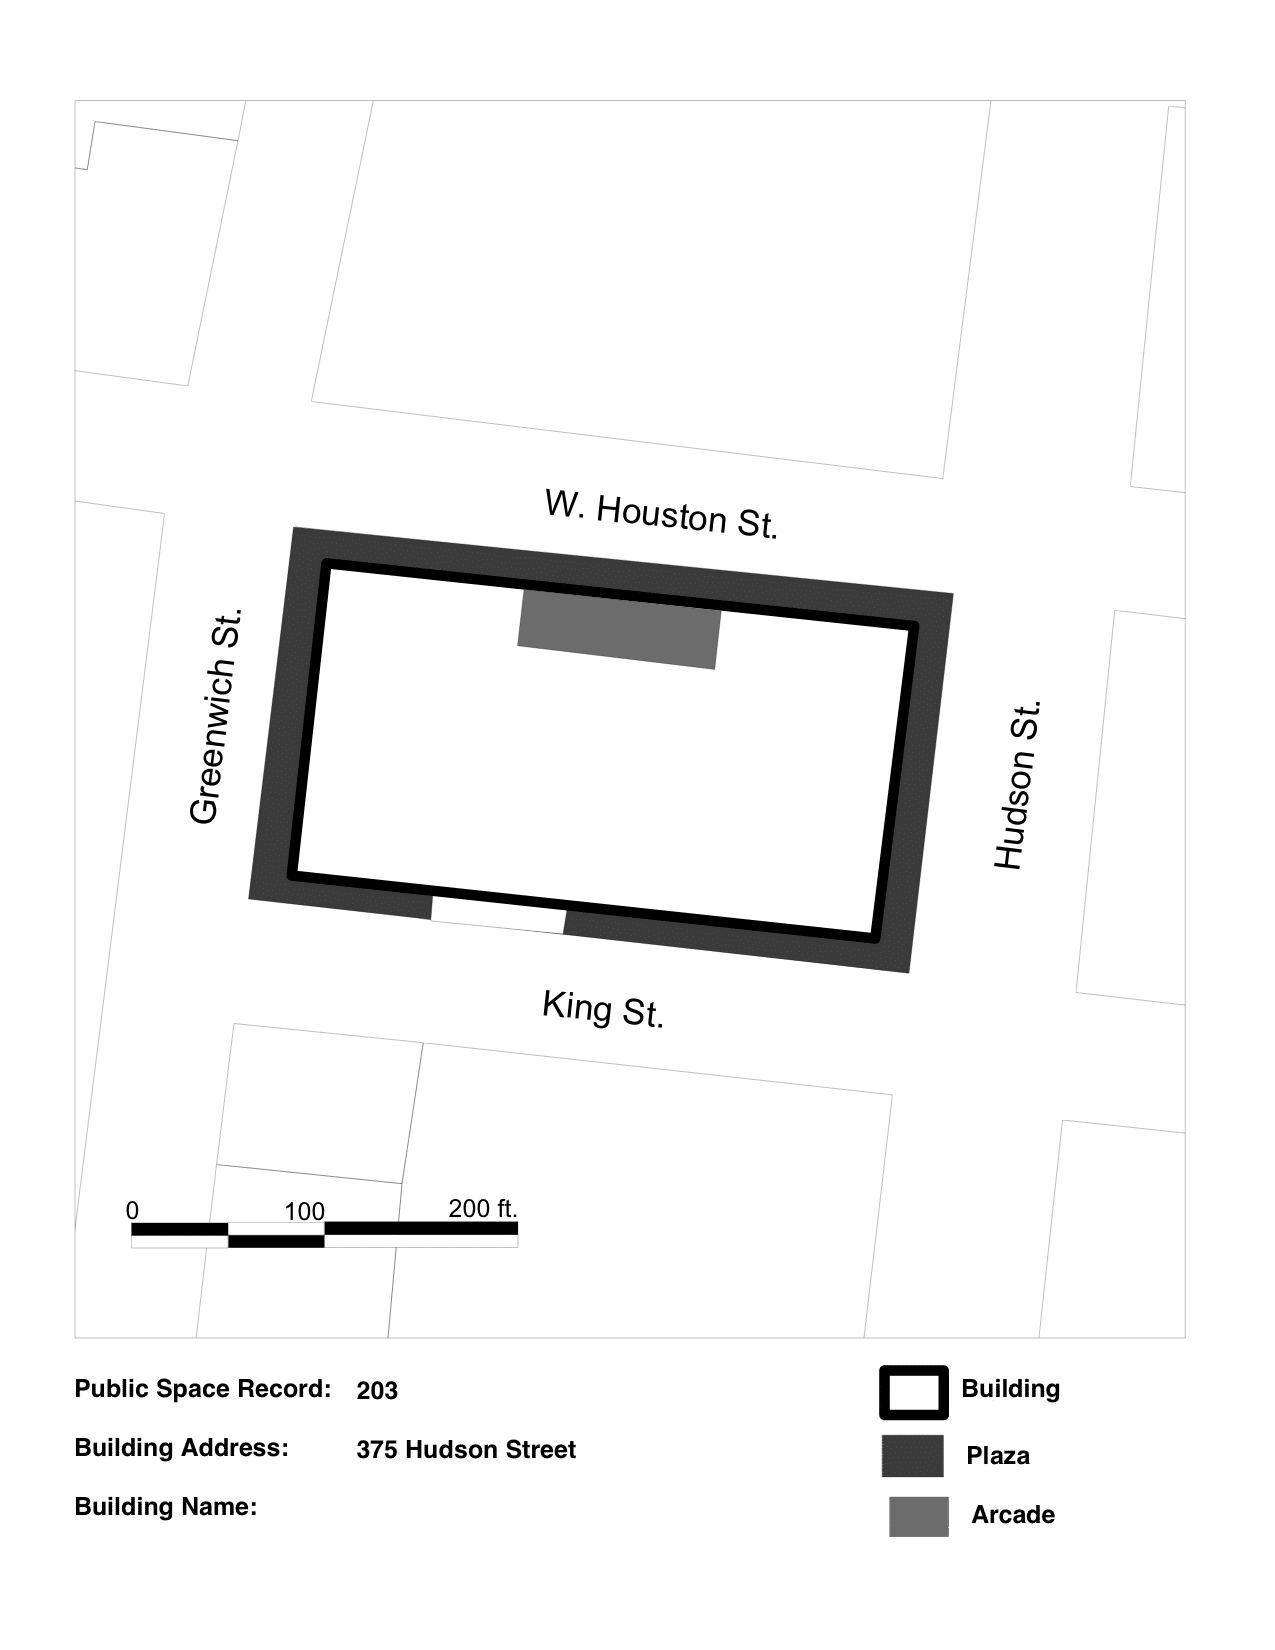 W. Houston St.
Greenwich St.
Hudson St.
King St.
0 100 200 ft.
Public Space Record: 203
Building Address: 375 Hudson Street
Building Name:
Building
Plaza
Arcade